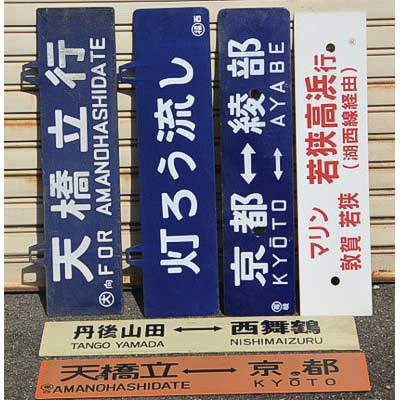 天橋立行
FOR AMANOHASHIDATE
灯ろう流し
京都↔綾部
KYŌTO↔AYABE
マリン 若狭高浜行
敦賀 若狭(湖西線経由)
丹後山田↔西舞鶴
TANGO YAMADA NISHIMAIZURU
天橋立↔京都
AMANOHASHIDATE KYŌTO